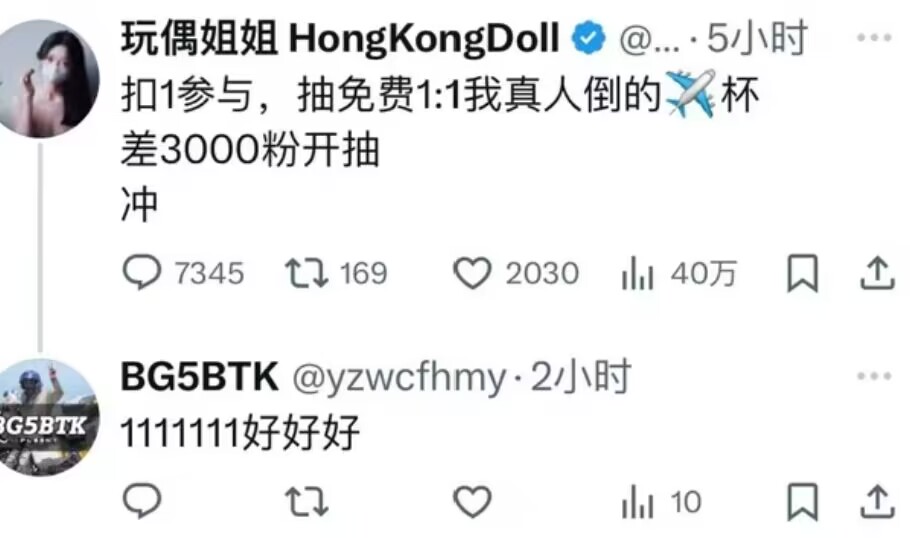 玩偶姐姐 HongKongDoll @... · 5小时
扣1参与，抽免费1:1我真人倒的✈️杯
差3000粉开抽
冲
7345 169 2030 40万
BG5BTK @yzwcfhmy · 2小时
BG5BTK
1111111好好好
10